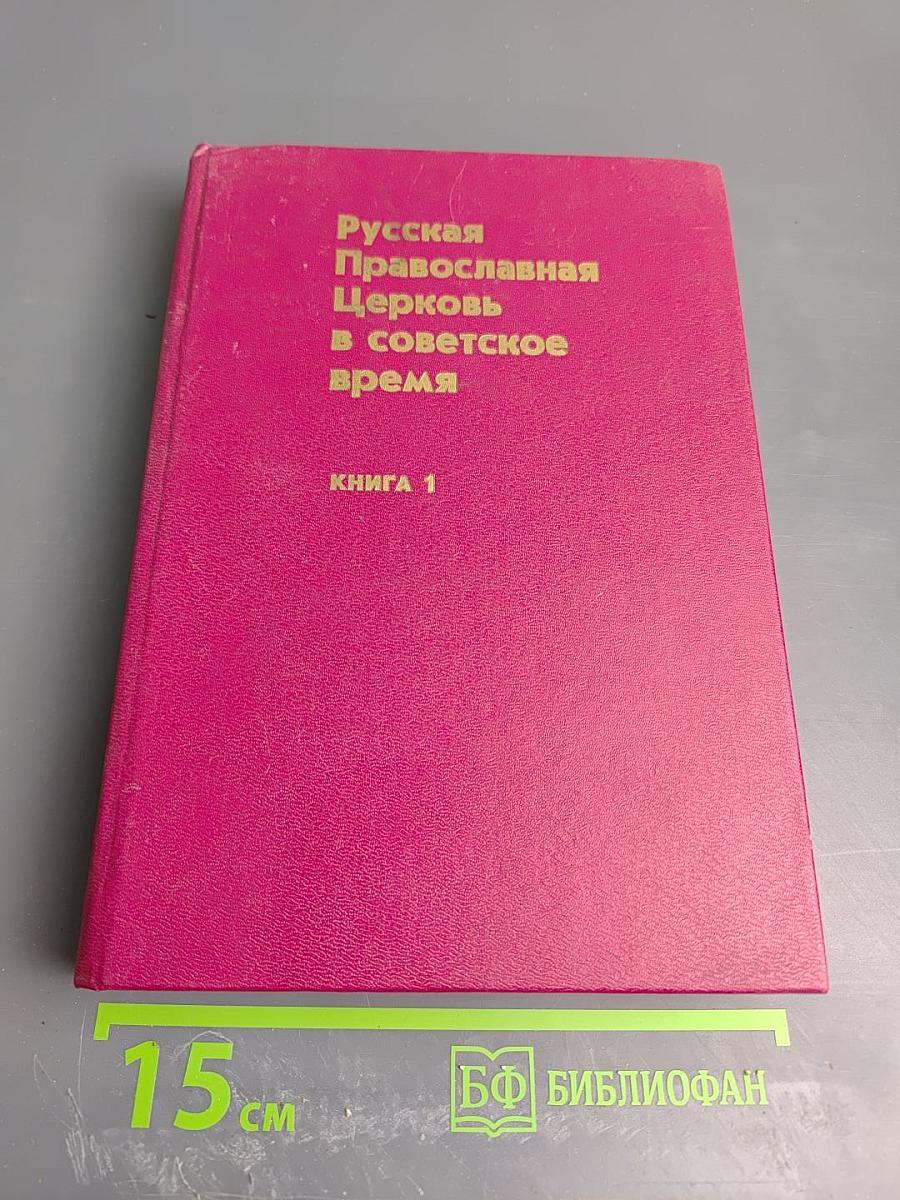 Русская
Православная
Церковь
в советское
время
КНИГА 1
15 см
БФ БИБЛИОФАН